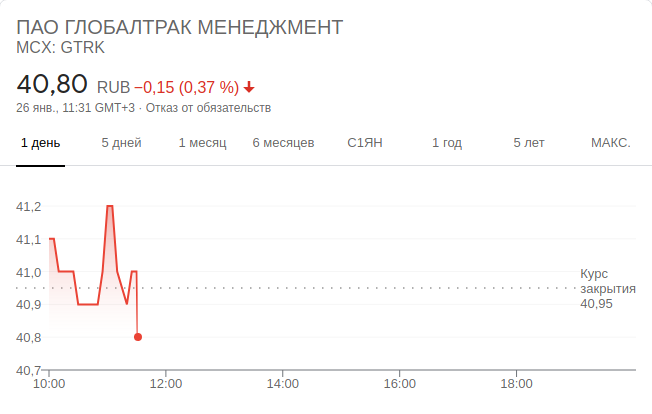 ПАО ГЛОБАЛТРАК МЕНЕДЖМЕНТ
MCX: GTRK
40,80 RUB −0,15 (0,37 %)
26 янв., 11:31 GMT+3 · Отказ от обязательств
1 день 5 дней 1 месяц 6 месяцев С1ЯН 1 год 5 лет МАКС.
41,2
41,1
41,0
40,9
40,8
40,7
Курс
закрытия
40,95
10:00 12:00 14:00 16:00 18:00